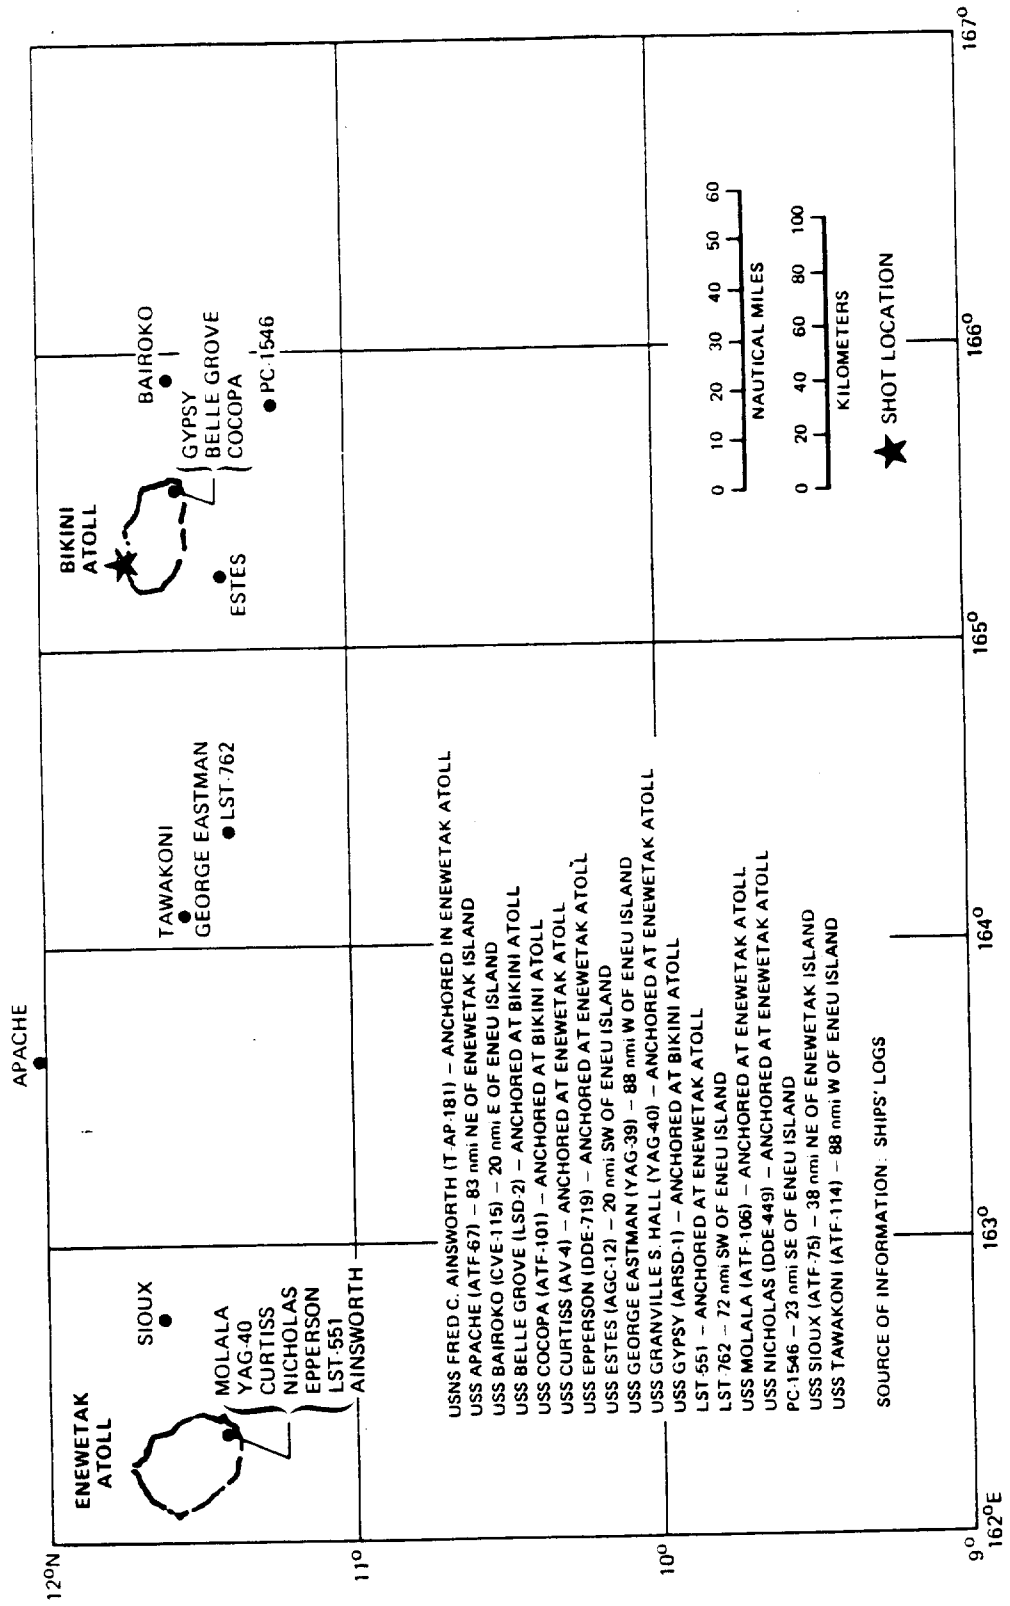 APACHE
12°N
11°
10°
9°
162°E
163°
164°
165°
166°
167°
ENEWETAK
ATOLL
SIOUX
MOLALA
YAG-40
CURTISS
NICHOLAS
EPPERSON
LST-551
AINSWORTH
TAWAKONI
GEORGE EASTMAN
LST-762
BIKINI
ATOLL
ESTES
BAIROKO
GYPSY
BELLE GROVE
COCOPA
PC-1546
USNS FRED C. AINSWORTH (T-AP-181) – ANCHORED IN ENEWETAK ATOLL
USS APACHE (ATF-67) – 83 nmi NE OF ENEWETAK ISLAND
USS BAIROKO (CVE-115) – 20 nmi E OF ENEU ISLAND
USS BELLE GROVE (LSD-2) – ANCHORED AT BIKINI ATOLL
USS COCOPA (ATF-101) – ANCHORED AT BIKINI ATOLL
USS CURTISS (AV-4) – ANCHORED AT ENEWETAK ATOLL
USS EPPERSON (DDE-719) – ANCHORED AT ENEWETAK ATOLL
USS ESTES (AGC-12) – 20 nmi SW OF ENEU ISLAND
USS GEORGE EASTMAN (YAG-39) – 88 nmi W OF ENEU ISLAND
USS GRANVILLE S. HALL (YAG-40) – ANCHORED AT ENEWETAK ATOLL
USS GYPSY (ARSD-1) – ANCHORED AT BIKINI ATOLL
LST-551 – ANCHORED AT ENEWETAK ATOLL
LST-762 – 72 nmi SW OF ENEU ISLAND
USS MOLALA (ATF-106) – ANCHORED AT ENEWETAK ATOLL
USS NICHOLAS (DDE-449) – ANCHORED AT ENEWETAK ATOLL
PC-1546 – 23 nmi SE OF ENEU ISLAND
USS SIOUX (ATF-75) – 38 nmi NE OF ENEWETAK ISLAND
USS TAWAKONI (ATF-114) – 88 nmi W OF ENEU ISLAND
SOURCE OF INFORMATION: SHIPS' LOGS
0 10 20 30 40 50 60
NAUTICAL MILES
0 20 40 60 80 100
KILOMETERS
SHOT LOCATION